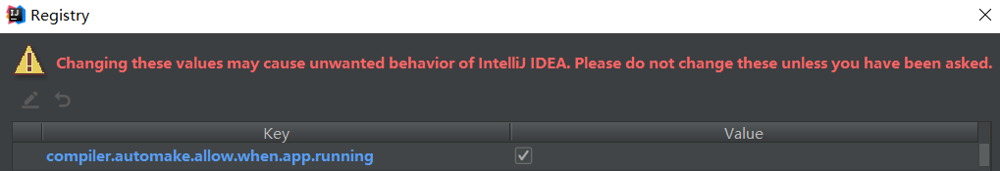 IJ Registry
Changing these values may cause unwanted behavior of IntelliJ IDEA. Please do not change these unless you have been asked.
Key Value
compiler.automake.allow.when.app.running